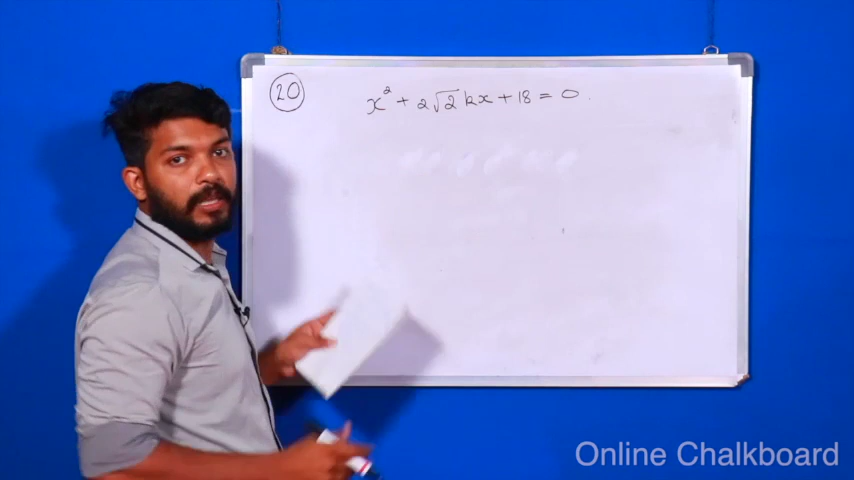 20 x² + 2√2 kx + 18 = 0.
Online Chalkboard